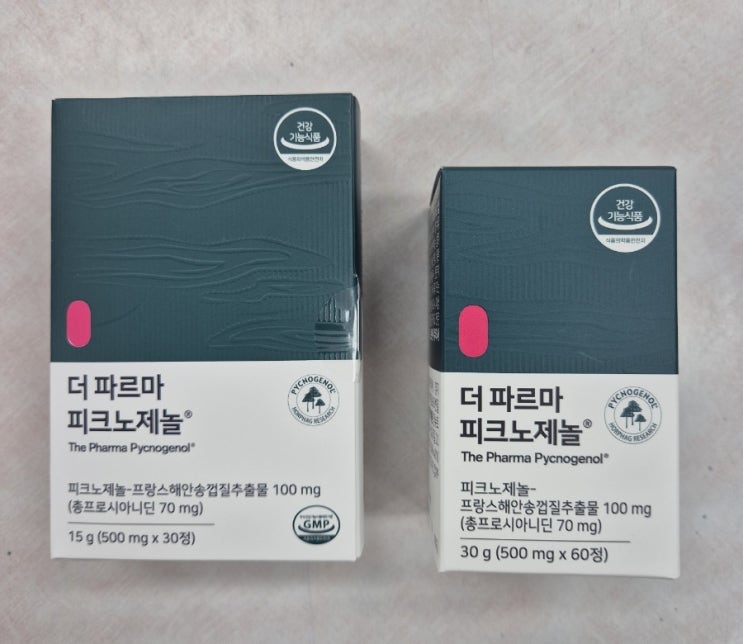 건강
기능식품
식품의약품안전처
더 파르마
피크노제놀®
The Pharma Pycnogenol®
PYCNOGENOL®
HORPHAG RESEARCH
피크노제놀-프랑스해안송껍질추출물 100 mg
(총프로시아니딘 70 mg)
15 g (500 mg x 30정)
GMP
건강
기능식품
식품의약품안전처
더 파르마
피크노제놀®
The Pharma Pycnogenol®
PYCNOGENOL®
HORPHAG RESEARCH
피크노제놀-
프랑스해안송껍질추출물 100 mg
(총프로시아니딘 70 mg)
30 g (500 mg x 60정)